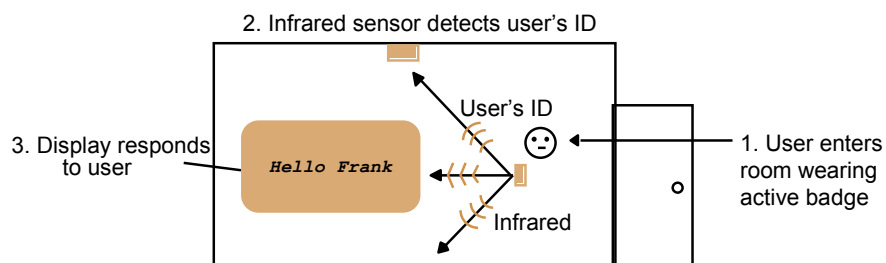 2. Infrared sensor detects user's ID
User's ID
3. Display responds
to user
Hello Frank
1. User enters
room wearing
active badge
Infrared